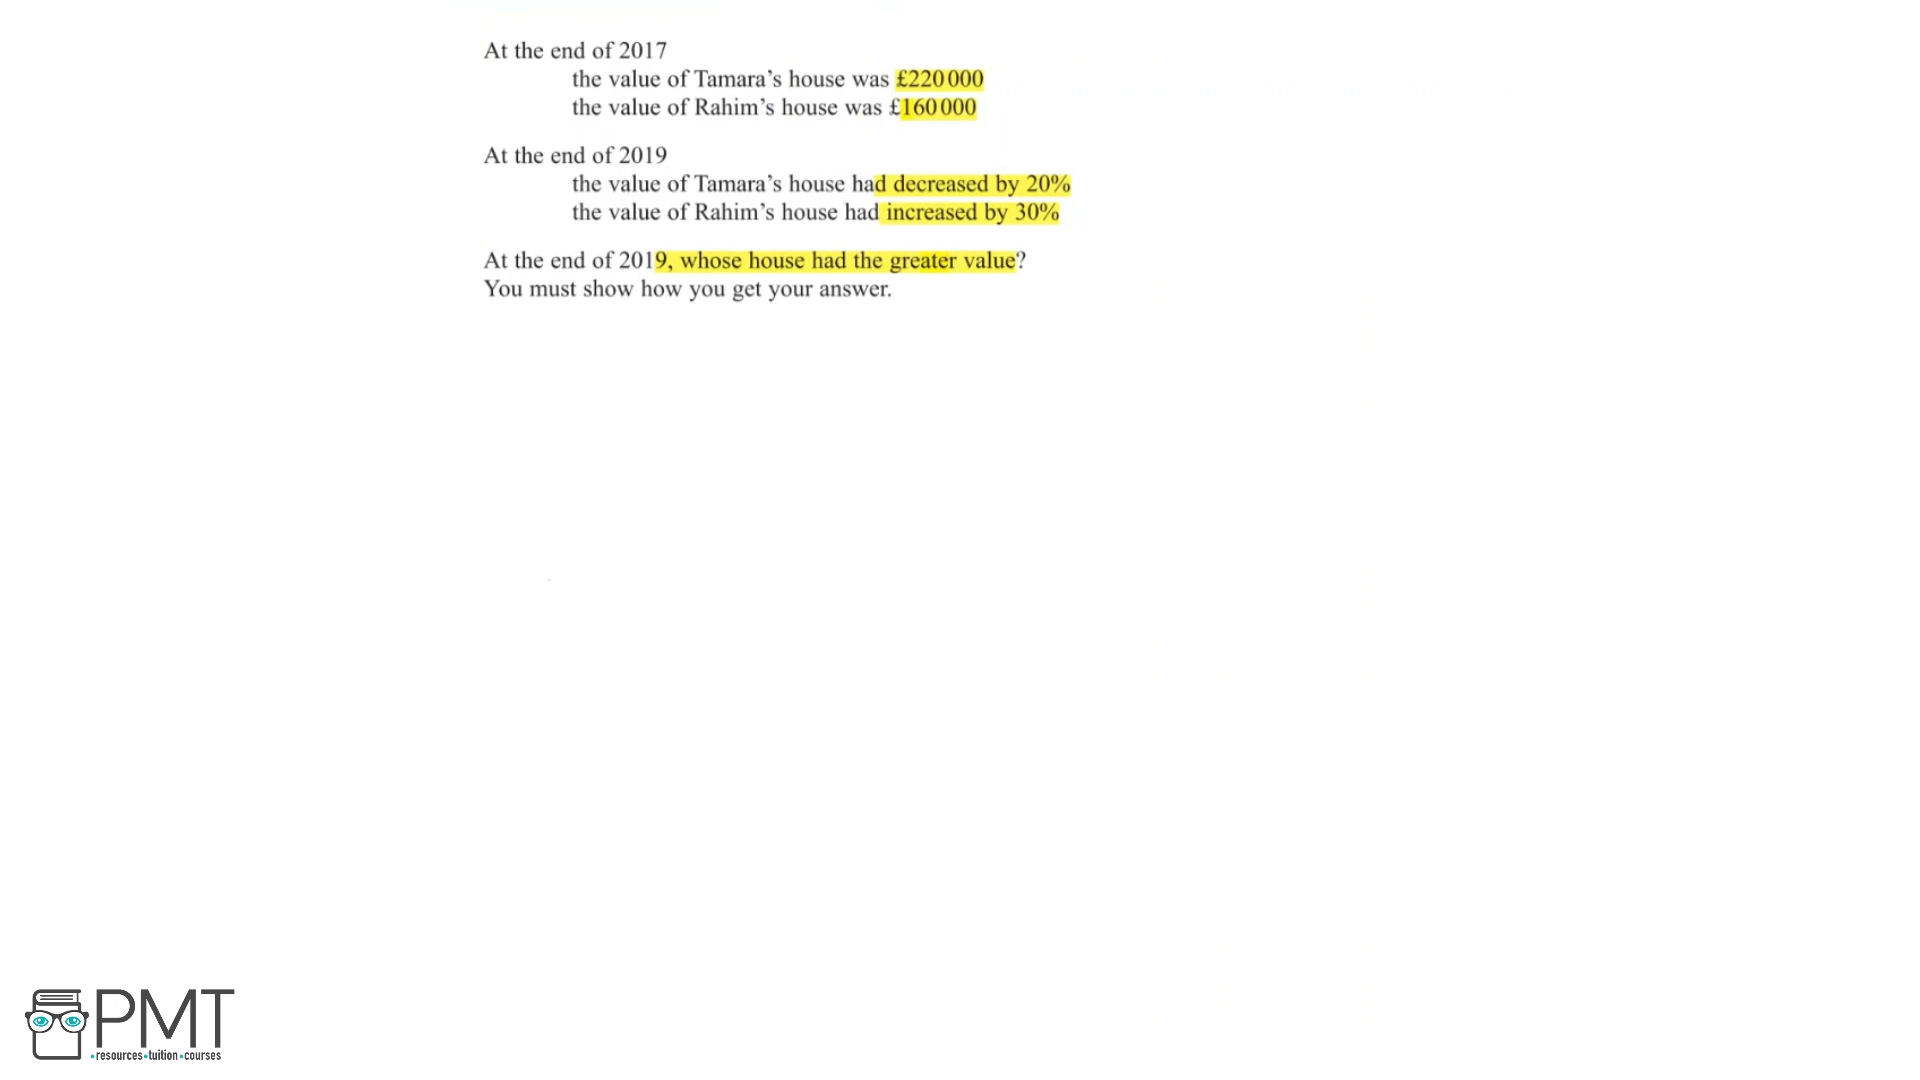 At the end of 2017
the value of Tamara’s house was £220 000
the value of Rahim’s house was £160 000
At the end of 2019
the value of Tamara’s house had decreased by 20%
the value of Rahim’s house had increased by 30%
At the end of 2019, whose house had the greater value?
You must show how you get your answer.
PMT
•resources•tuition•courses